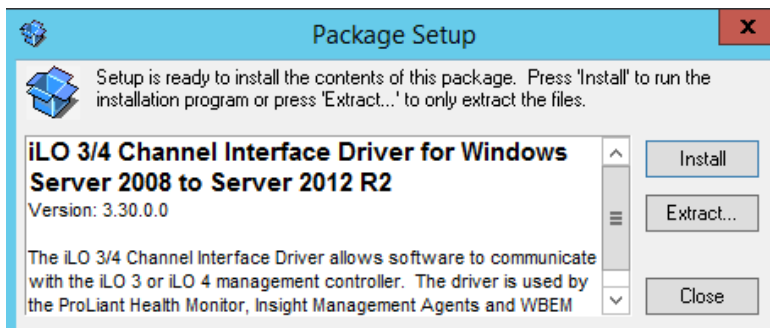 Package Setup
x
Setup is ready to install the contents of this package.  Press 'Install' to run the
installation program or press 'Extract...' to only extract the files.
iLO 3/4 Channel Interface Driver for Windows
Server 2008 to Server 2012 R2
Version: 3.30.0.0
The iLO 3/4 Channel Interface Driver allows software to communicate
with the iLO 3 or iLO 4 management controller.  The driver is used by
the ProLiant Health Monitor, Insight Management Agents and WBEM
Install
Extract...
Close